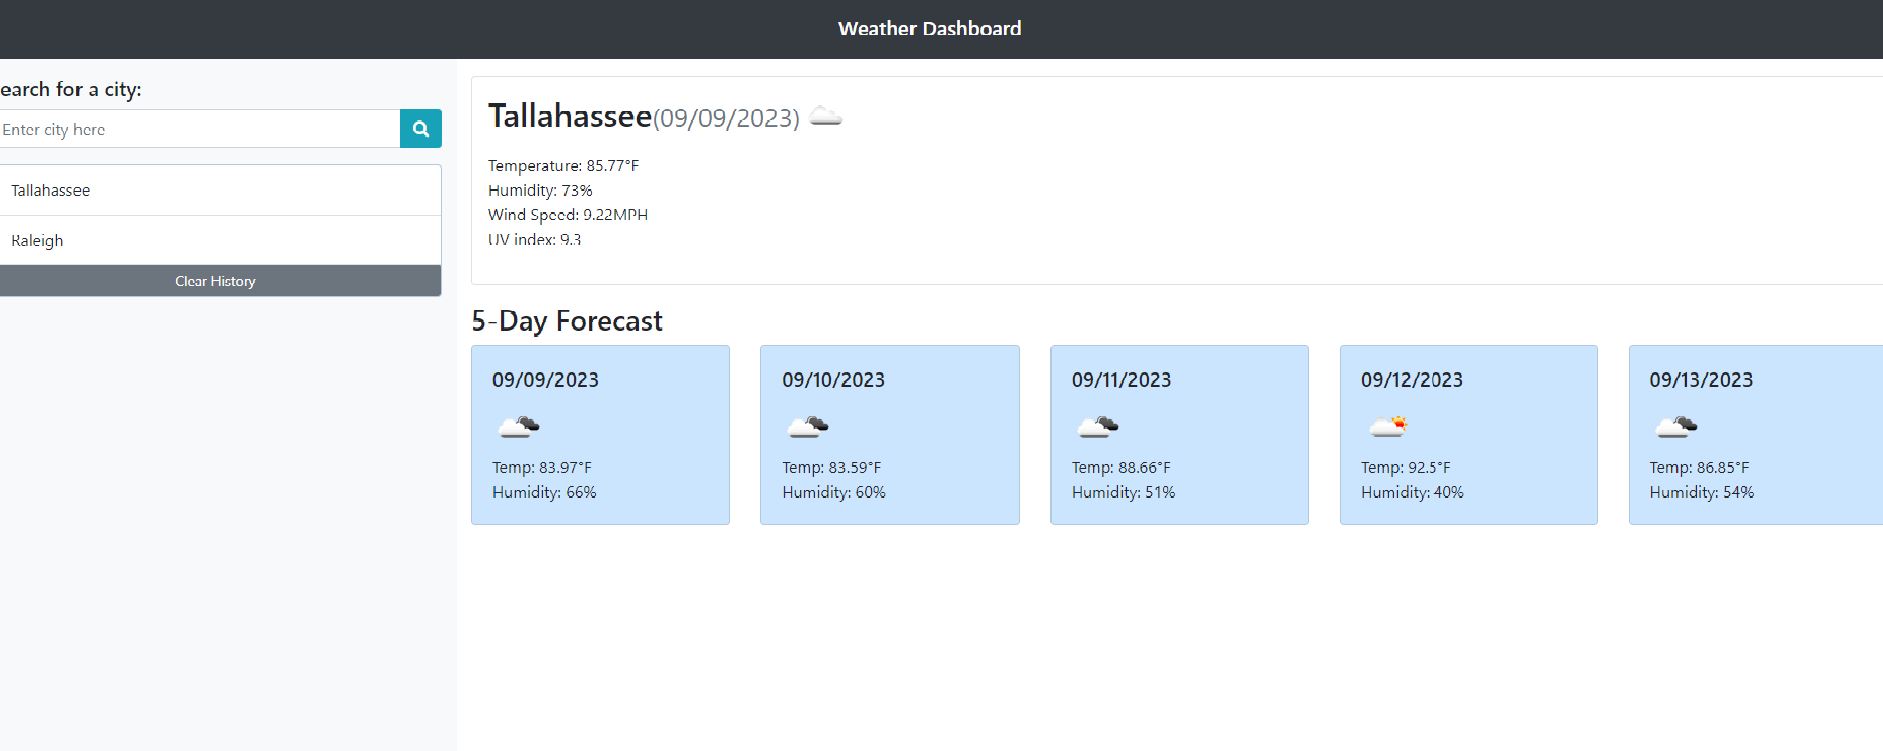 Weather Dashboard
earch for a city:
Enter city here
Tallahassee
Raleigh
Clear History
Tallahassee(09/09/2023)
Temperature: 85.77°F
Humidity: 73%
Wind Speed: 9.22MPH
UV index: 9.3
5-Day Forecast
09/09/2023
Temp: 83.97°F
Humidity: 66%
09/10/2023
Temp: 83.59°F
Humidity: 60%
09/11/2023
Temp: 88.66°F
Humidity: 51%
09/12/2023
Temp: 92.5°F
Humidity: 40%
09/13/2023
Temp: 86.85°F
Humidity: 54%